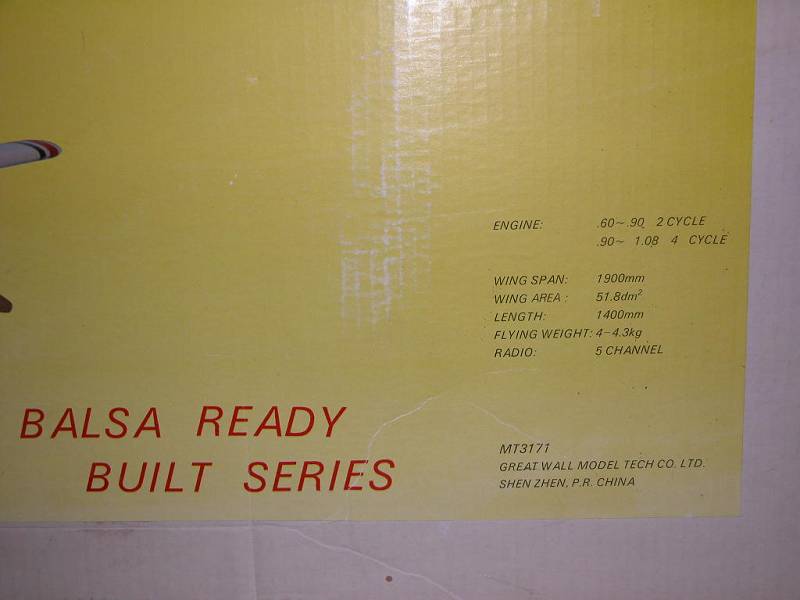 ENGINE: .60~.90 2 CYCLE
.90~ 1.08 4 CYCLE
WING SPAN: 1900mm
WING AREA : 51.8dm²
LENGTH: 1400mm
FLYING WEIGHT: 4-4.3kg
RADIO: 5 CHANNEL
BALSA READY
BUILT SERIES
MT3171
GREAT WALL MODEL TECH CO. LTD.
SHEN ZHEN, P.R. CHINA